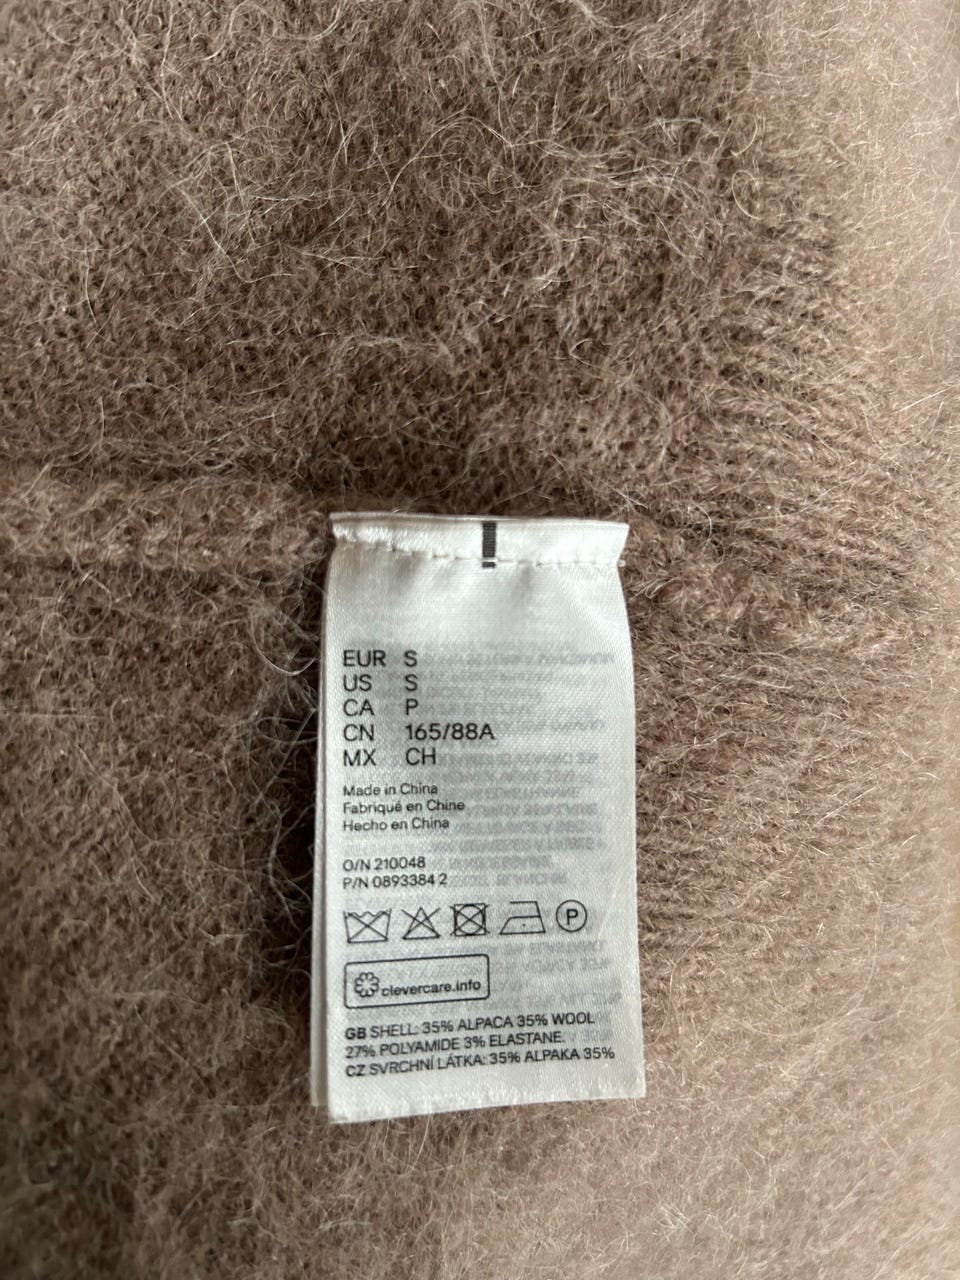 EUR S
US S
CA P
CN 165/88A
MX CH
Made in China
Fabriqué en Chine
Hecho en China
O/N 210048
P/N 0893384 2
P
clevercare.info
GB SHELL: 35% ALPACA 35% WOOL
27% POLYAMIDE 3% ELASTANE.
CZ SVRCHNÍ LÁTKA: 35% ALPAKA 35%